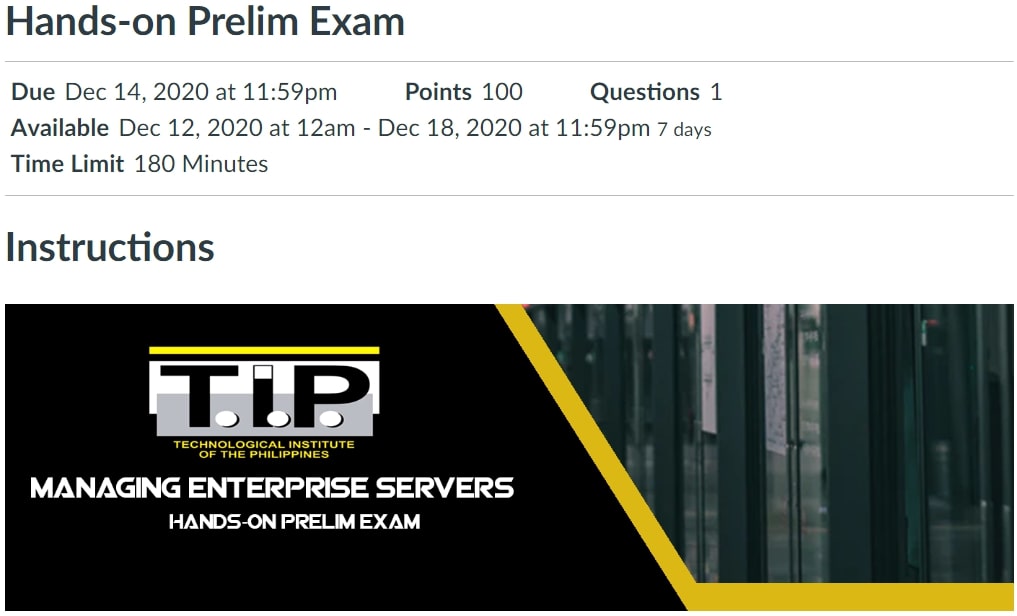 Hands-on Prelim Exam
Due Dec 14, 2020 at 11:59pm Points 100 Questions 1
Available Dec 12, 2020 at 12am - Dec 18, 2020 at 11:59pm 7 days
Time Limit 180 Minutes
Instructions
T.I.P
TECHNOLOGICAL INSTITUTE
OF THE PHILIPPINES
MANAGING ENTERPRISE SERVERS
HANDS-ON PRELIM EXAM